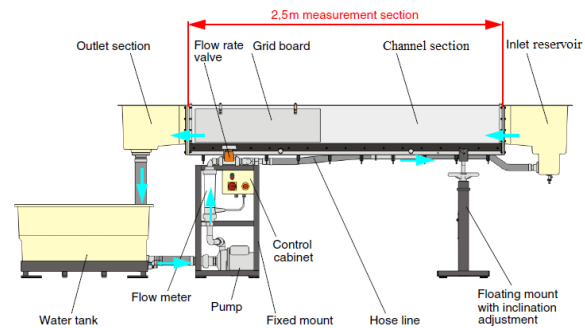 2,5m measurement section
Outlet section
Flow rate
valve
Grid board
Channel section
Inlet reservoir
Water tank
Flow meter
Pump
Control
cabinet
Fixed mount
Hose line
Floating mount
with inclination
adjustment